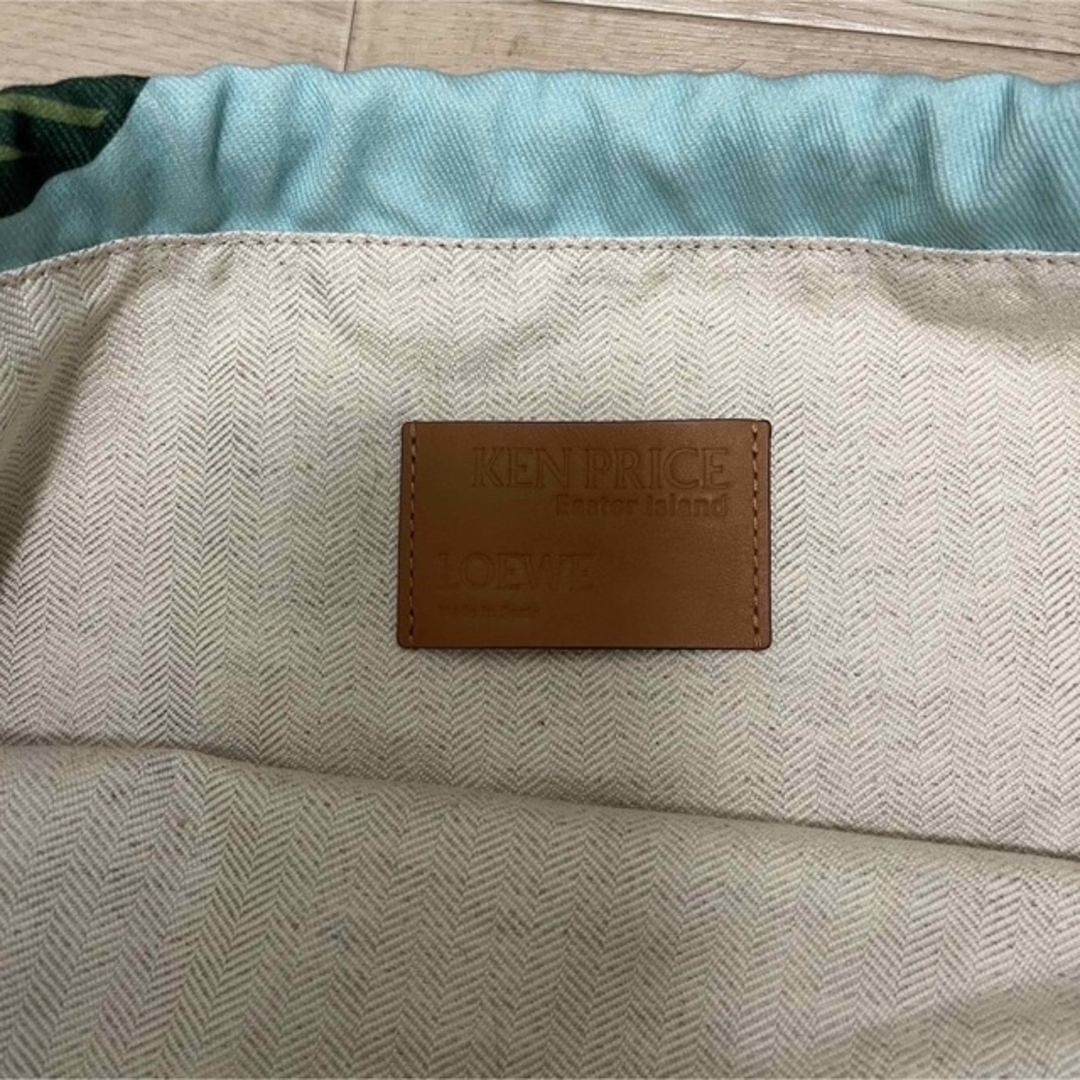 KEN PRICE
Easter Island
LOEWE